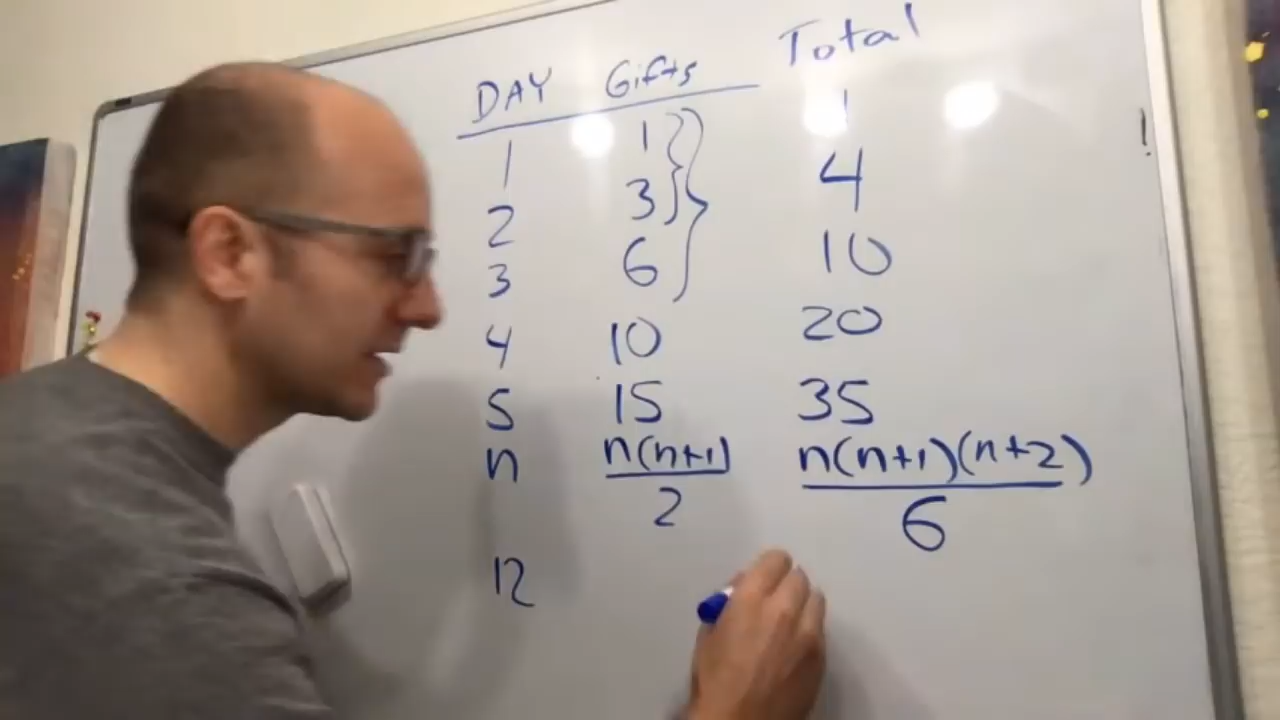 DAY Gifts Total
1 1 1
2 3 4
3 6 10
4 10 20
5 15 35
n n(n+1)/2 n(n+1)(n+2)/6
12